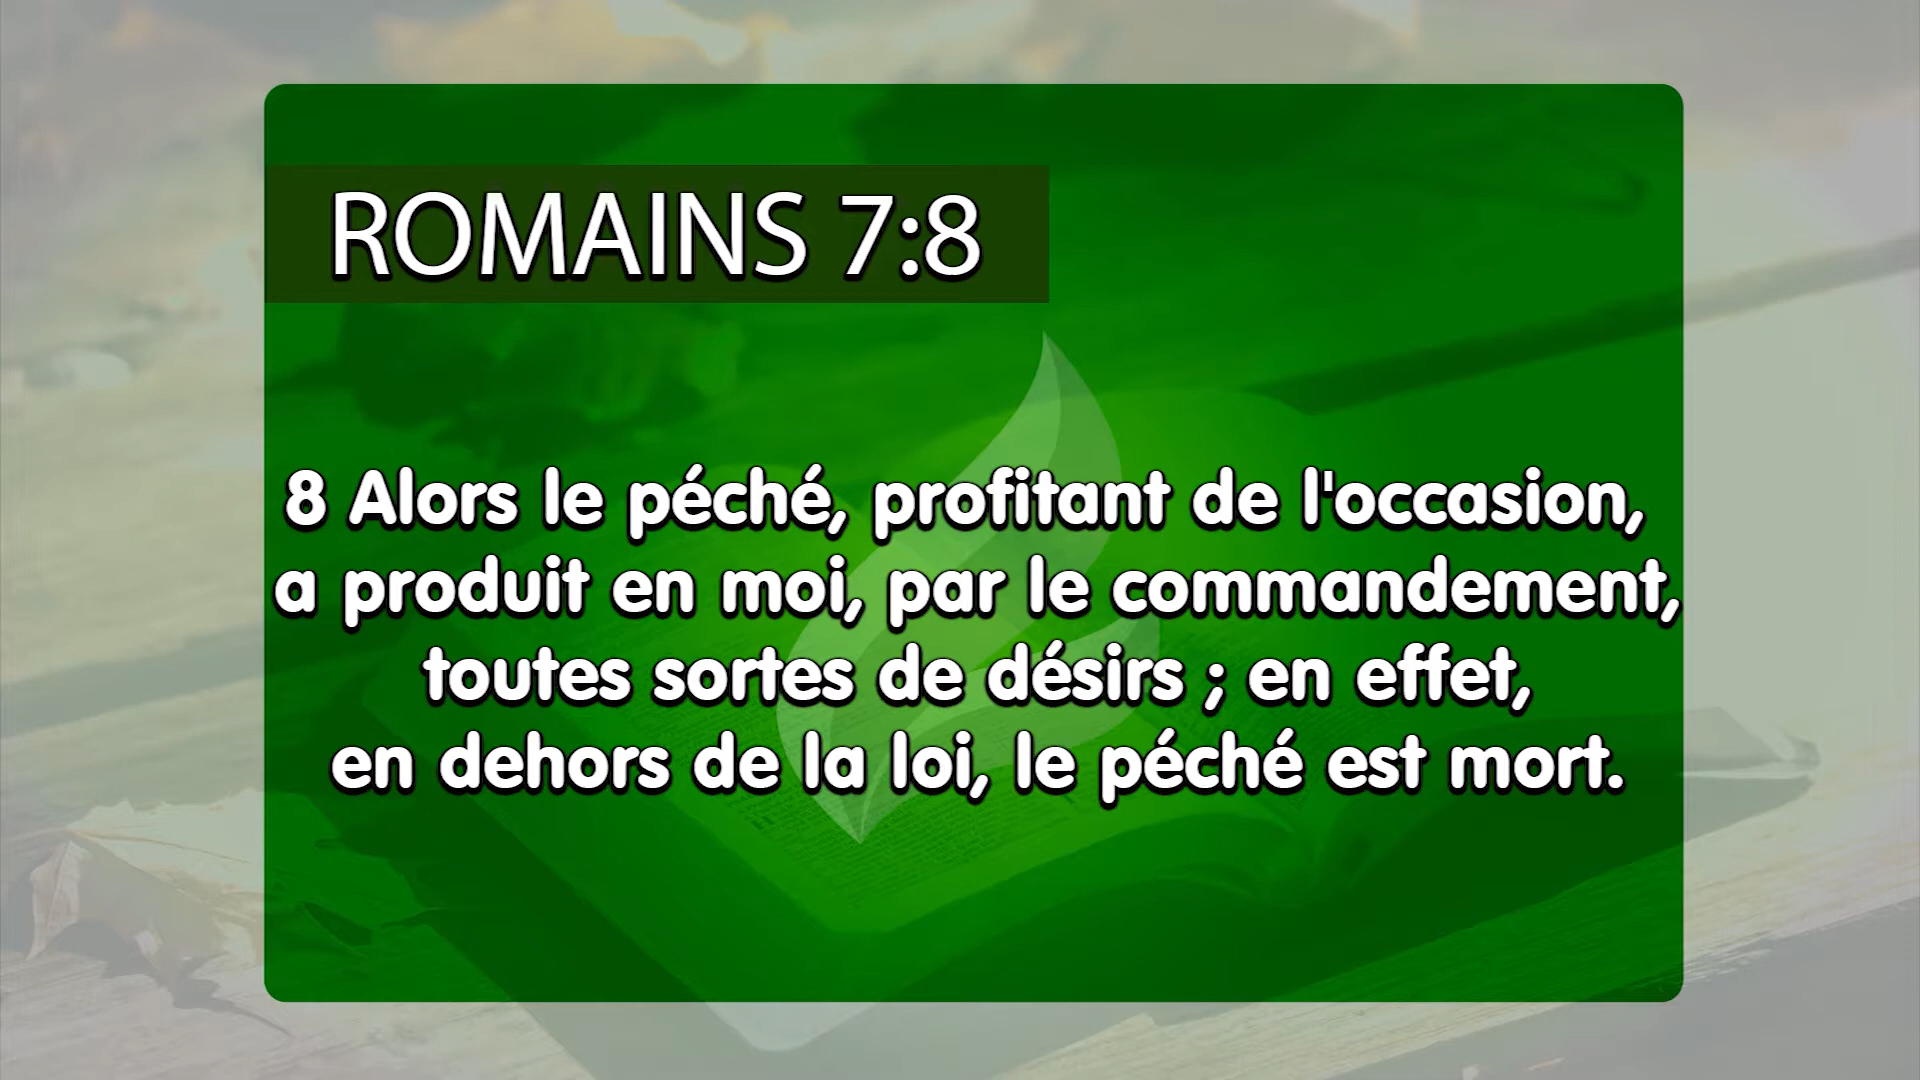 ROMAINS 7:8
8 Alors le péché, profitant de l'occasion,
a produit en moi, par le commandement,
toutes sortes de désirs ; en effet,
en dehors de la loi, le péché est mort.